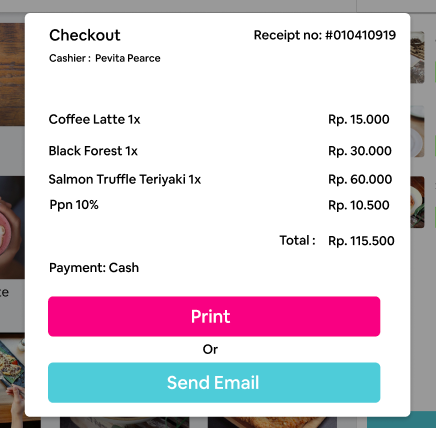 Checkout
Receipt no: #010410919
Cashier : Pevita Pearce
Coffee Latte 1x Rp. 15.000
Black Forest 1x Rp. 30.000
Salmon Truffle Teriyaki 1x Rp. 60.000
Ppn 10% Rp. 10.500
Total : Rp. 115.500
Payment: Cash
Print
Or
Send Email